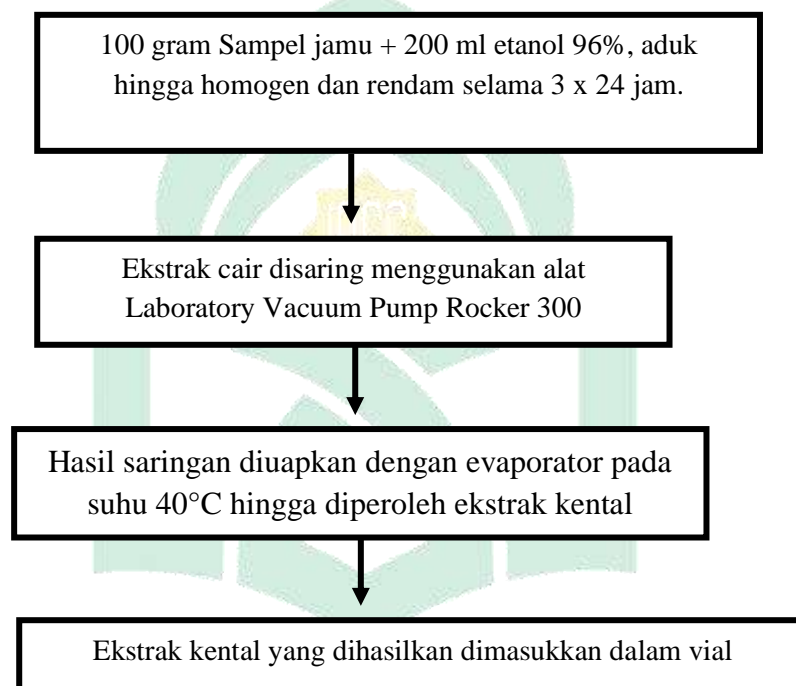 100 gram Sampel jamu + 200 ml etanol 96%, aduk
hingga homogen dan rendam selama 3 x 24 jam.
Ekstrak cair disaring menggunakan alat
Laboratory Vacuum Pump Rocker 300
Hasil saringan diuapkan dengan evaporator pada
suhu 40°C hingga diperoleh ekstrak kental
Ekstrak kental yang dihasilkan dimasukkan dalam vial